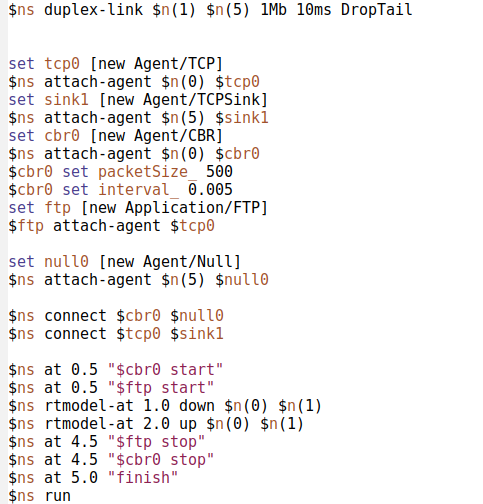 $ns duplex-link $n(1) $n(5) 1Mb 10ms DropTail
set tcp0 [new Agent/TCP]
$ns attach-agent $n(0) $tcp0
set sink1 [new Agent/TCPSink]
$ns attach-agent $n(5) $sink1
set cbr0 [new Agent/CBR]
$ns attach-agent $n(0) $cbr0
$cbr0 set packetSize_ 500
$cbr0 set interval_ 0.005
set ftp [new Application/FTP]
$ftp attach-agent $tcp0
set null0 [new Agent/Null]
$ns attach-agent $n(5) $null0
$ns connect $cbr0 $null0
$ns connect $tcp0 $sink1
$ns at 0.5 "$cbr0 start"
$ns at 0.5 "$ftp start"
$ns rtmodel-at 1.0 down $n(0) $n(1)
$ns rtmodel-at 2.0 up $n(0) $n(1)
$ns at 4.5 "$ftp stop"
$ns at 4.5 "$cbr0 stop"
$ns at 5.0 "finish"
$ns run